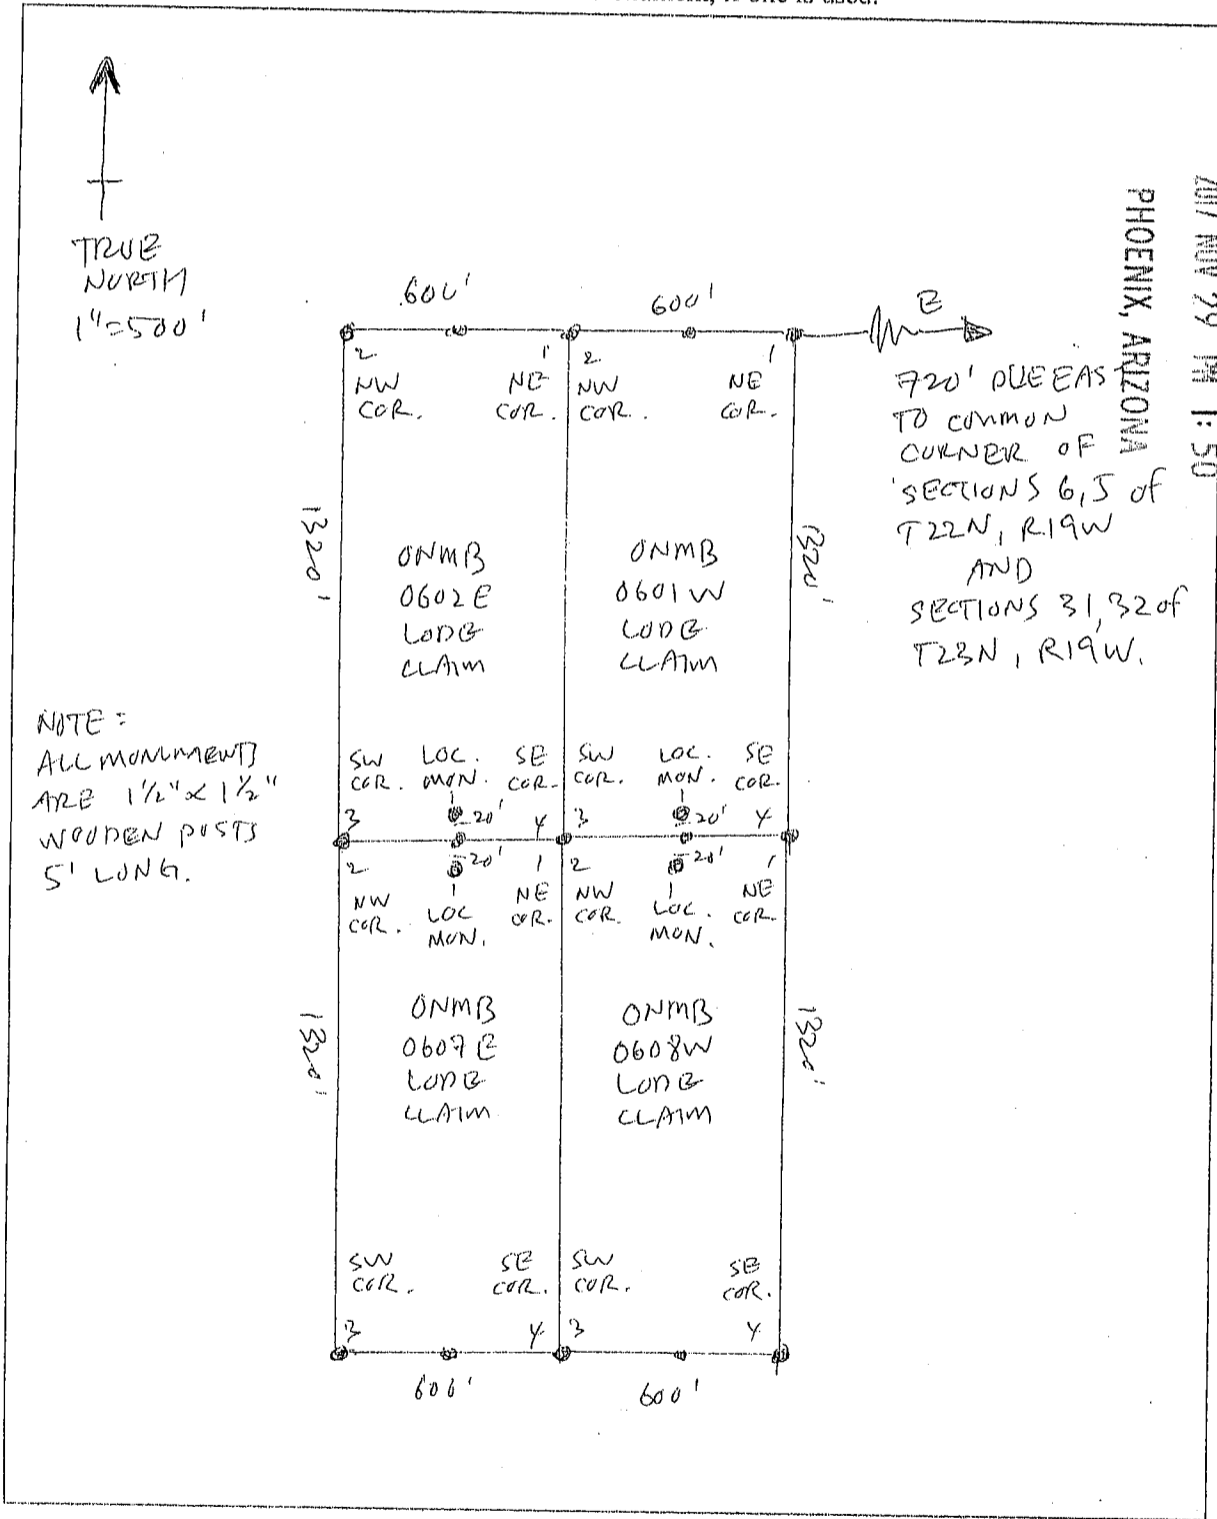 TRUE
NORTH
1"=500'
600'
600'
E
2
1
2
1
NW
COR.
NE
COR.
NW
COR.
NE
COR.
720' DUE EAST
TO COMMON
CORNER OF
SECTIONS 6,5 of
T22N, R19W
AND
SECTIONS 31,32 of
T23N, R19W.
PHOENIX, ARIZONA
2017 NOV 29 PM 1:50
1320'
ONMB
0602E
LODE
CLAIM
ONMB
0601W
LODE
CLAIM
1320'
NOTE:
ALL MONUMENTS
ARE 1½" x 1½"
WOODEN POSTS
5' LONG.
SW
COR.
LOC.
MON.
SE
COR.
SW
COR.
LOC.
MON.
SE
COR.
3
20'
4
3
20'
4
2
20'
1
2
20'
1
NW
COR.
LOC
MON.
NE
COR.
NW
COR.
LOC.
MON.
NE
COR.
1320'
ONMB
0607E
LODE
CLAIM
ONMB
0608W
LODE
CLAIM
1320'
SW
COR.
SE
COR.
SW
COR.
SE
COR.
3
4
3
4
600'
600'